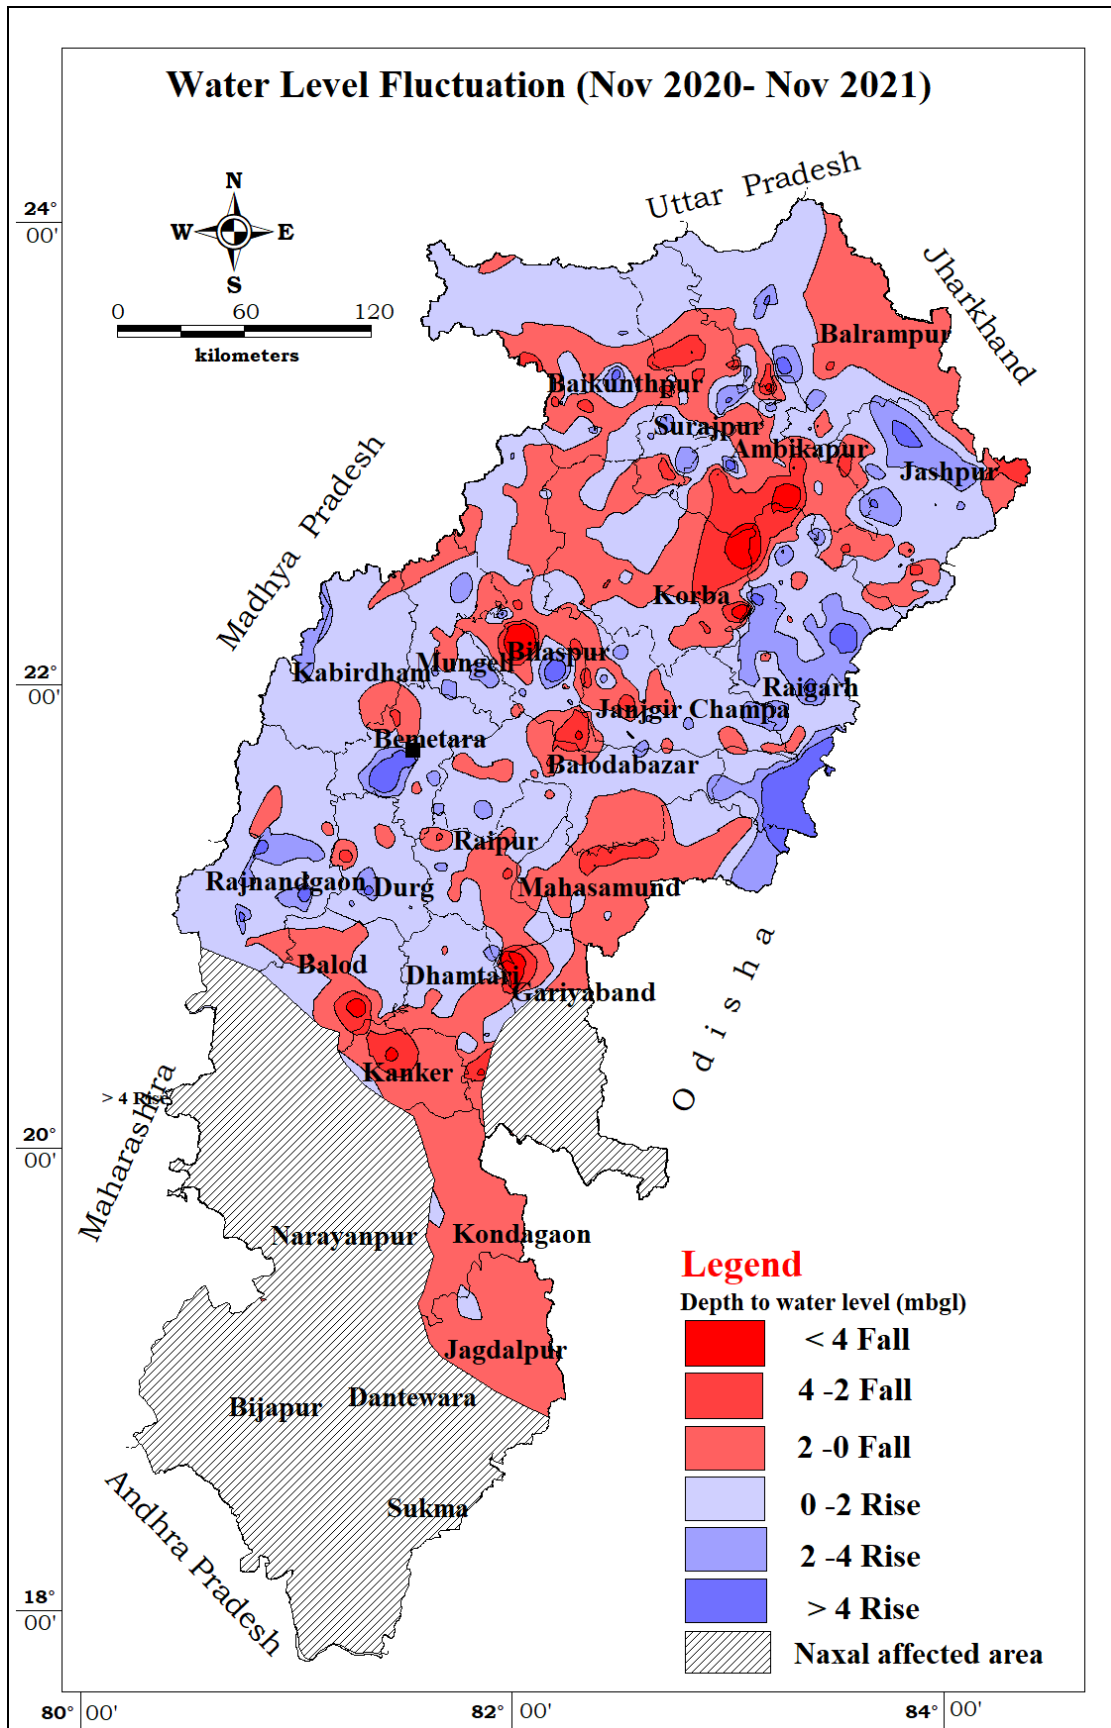 Water Level Fluctuation (Nov 2020- Nov 2021)
Uttar Pradesh
N
W E
S
24°
00'
Jharkhand
0 60 120
kilometers
Balrampur
Baikunthpur
Surajpur
Ambikapur
Jashpur
Madhya Pradesh
Korba
Bilaspur
Mungeli
Kabirdham
22°
00'
Raigarh
Janjgir Champa
Bemetara
Balodabazar
Raipur
Rajnandgaon
Durg
Mahasamund
Balod
Dhamtari
Gariyaband
Odisha
Kanker
> 4 Rise
Maharashtra
20°
00'
Narayanpur
Kondagaon
Jagdalpur
Dantewara
Bijapur
Sukma
Andhra Pradesh
Legend
Depth to water level (mbgl)
< 4 Fall
4 -2 Fall
2 -0 Fall
0 -2 Rise
2 -4 Rise
> 4 Rise
Naxal affected area
18°
00'
80° 00'
82° 00'
84° 00'